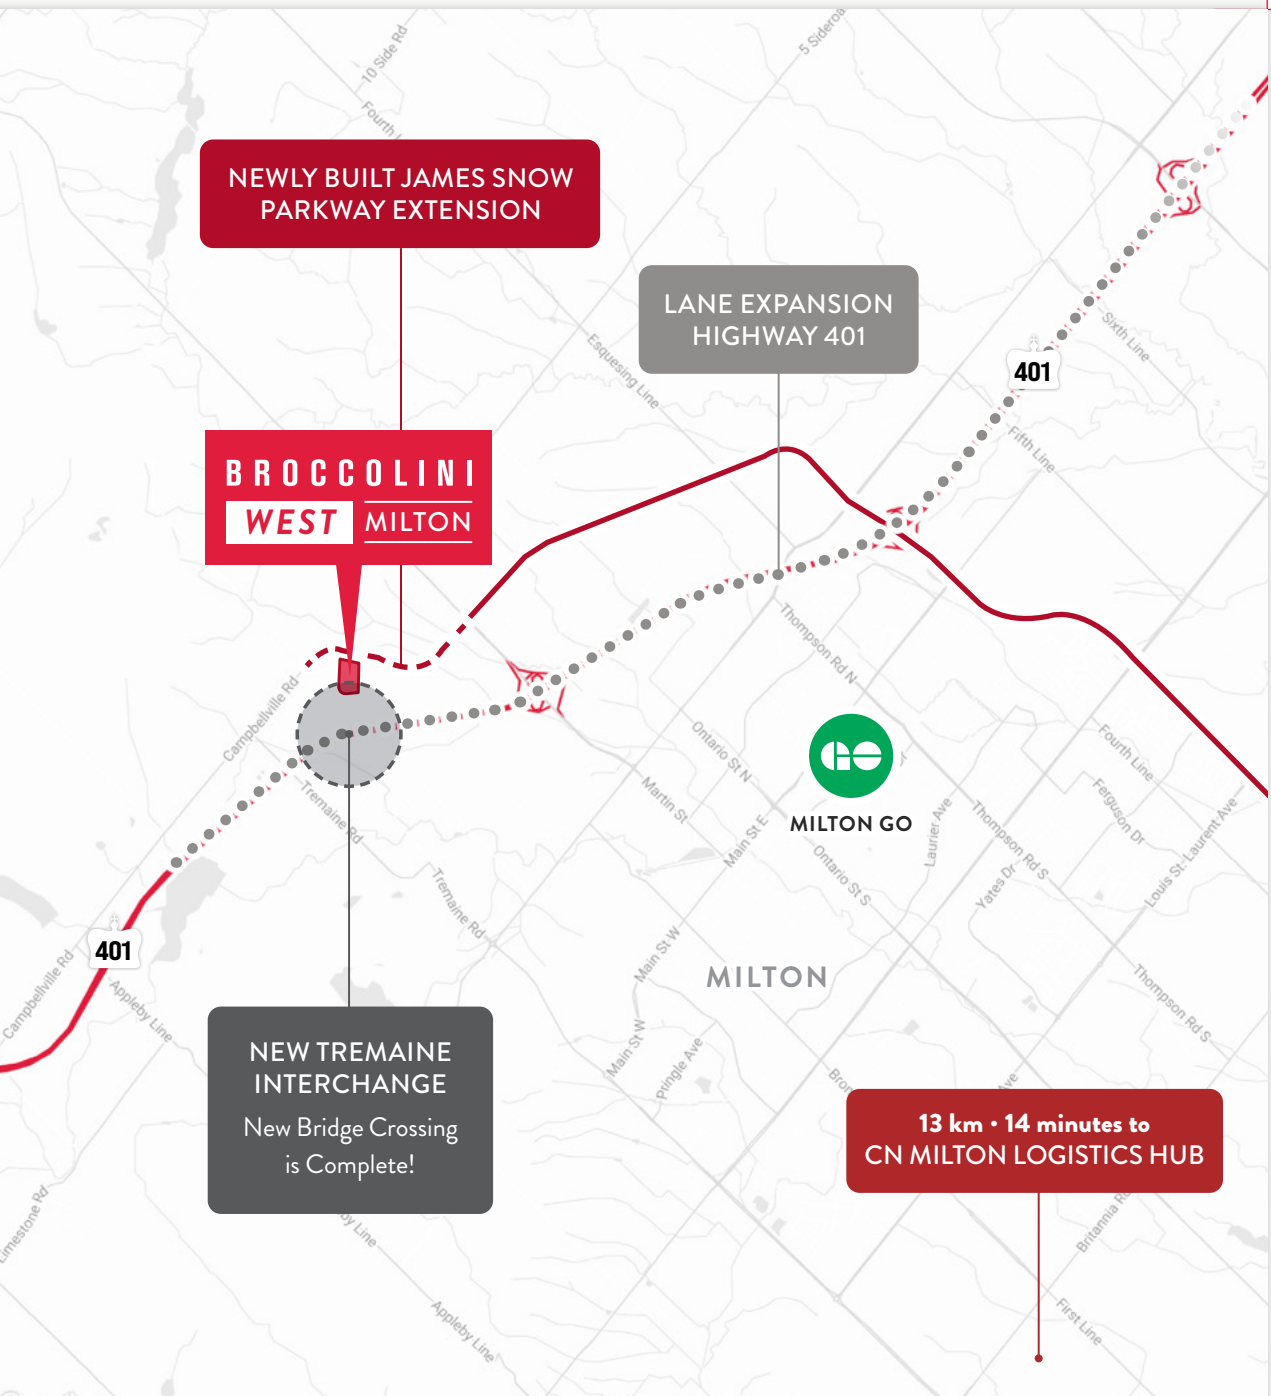 10 Side Rd
5 Sideroa
Fourth L
NEWLY BUILT JAMES SNOW
PARKWAY EXTENSION
LANE EXPANSION
HIGHWAY 401
Sixth Line
Esquesing Line
401
Fifth Line
BROCCOLINI
WEST MILTON
Thompson Rd N
Campbellville Rd
Ontario St N
Fourth Line
MILTON GO
Tremaine Rd
Martin St
Main St E
Laurier Ave
Ferguson Dr
Thompson Rd S
Louis St. Laurent Ave
Ontario St S
Yates Dr
Tremaine Rd
401
Campbellville Rd
Appleby Line
Main St W
MILTON
Thompson Rd S
Main St W
Pringle Ave
Bron
Ave
NEW TREMAINE
INTERCHANGE
New Bridge Crossing
is Complete!
13 km • 14 minutes to
CN MILTON LOGISTICS HUB
Limestone Rd
by Line
Britannia Rd
Appleby Line
First Line